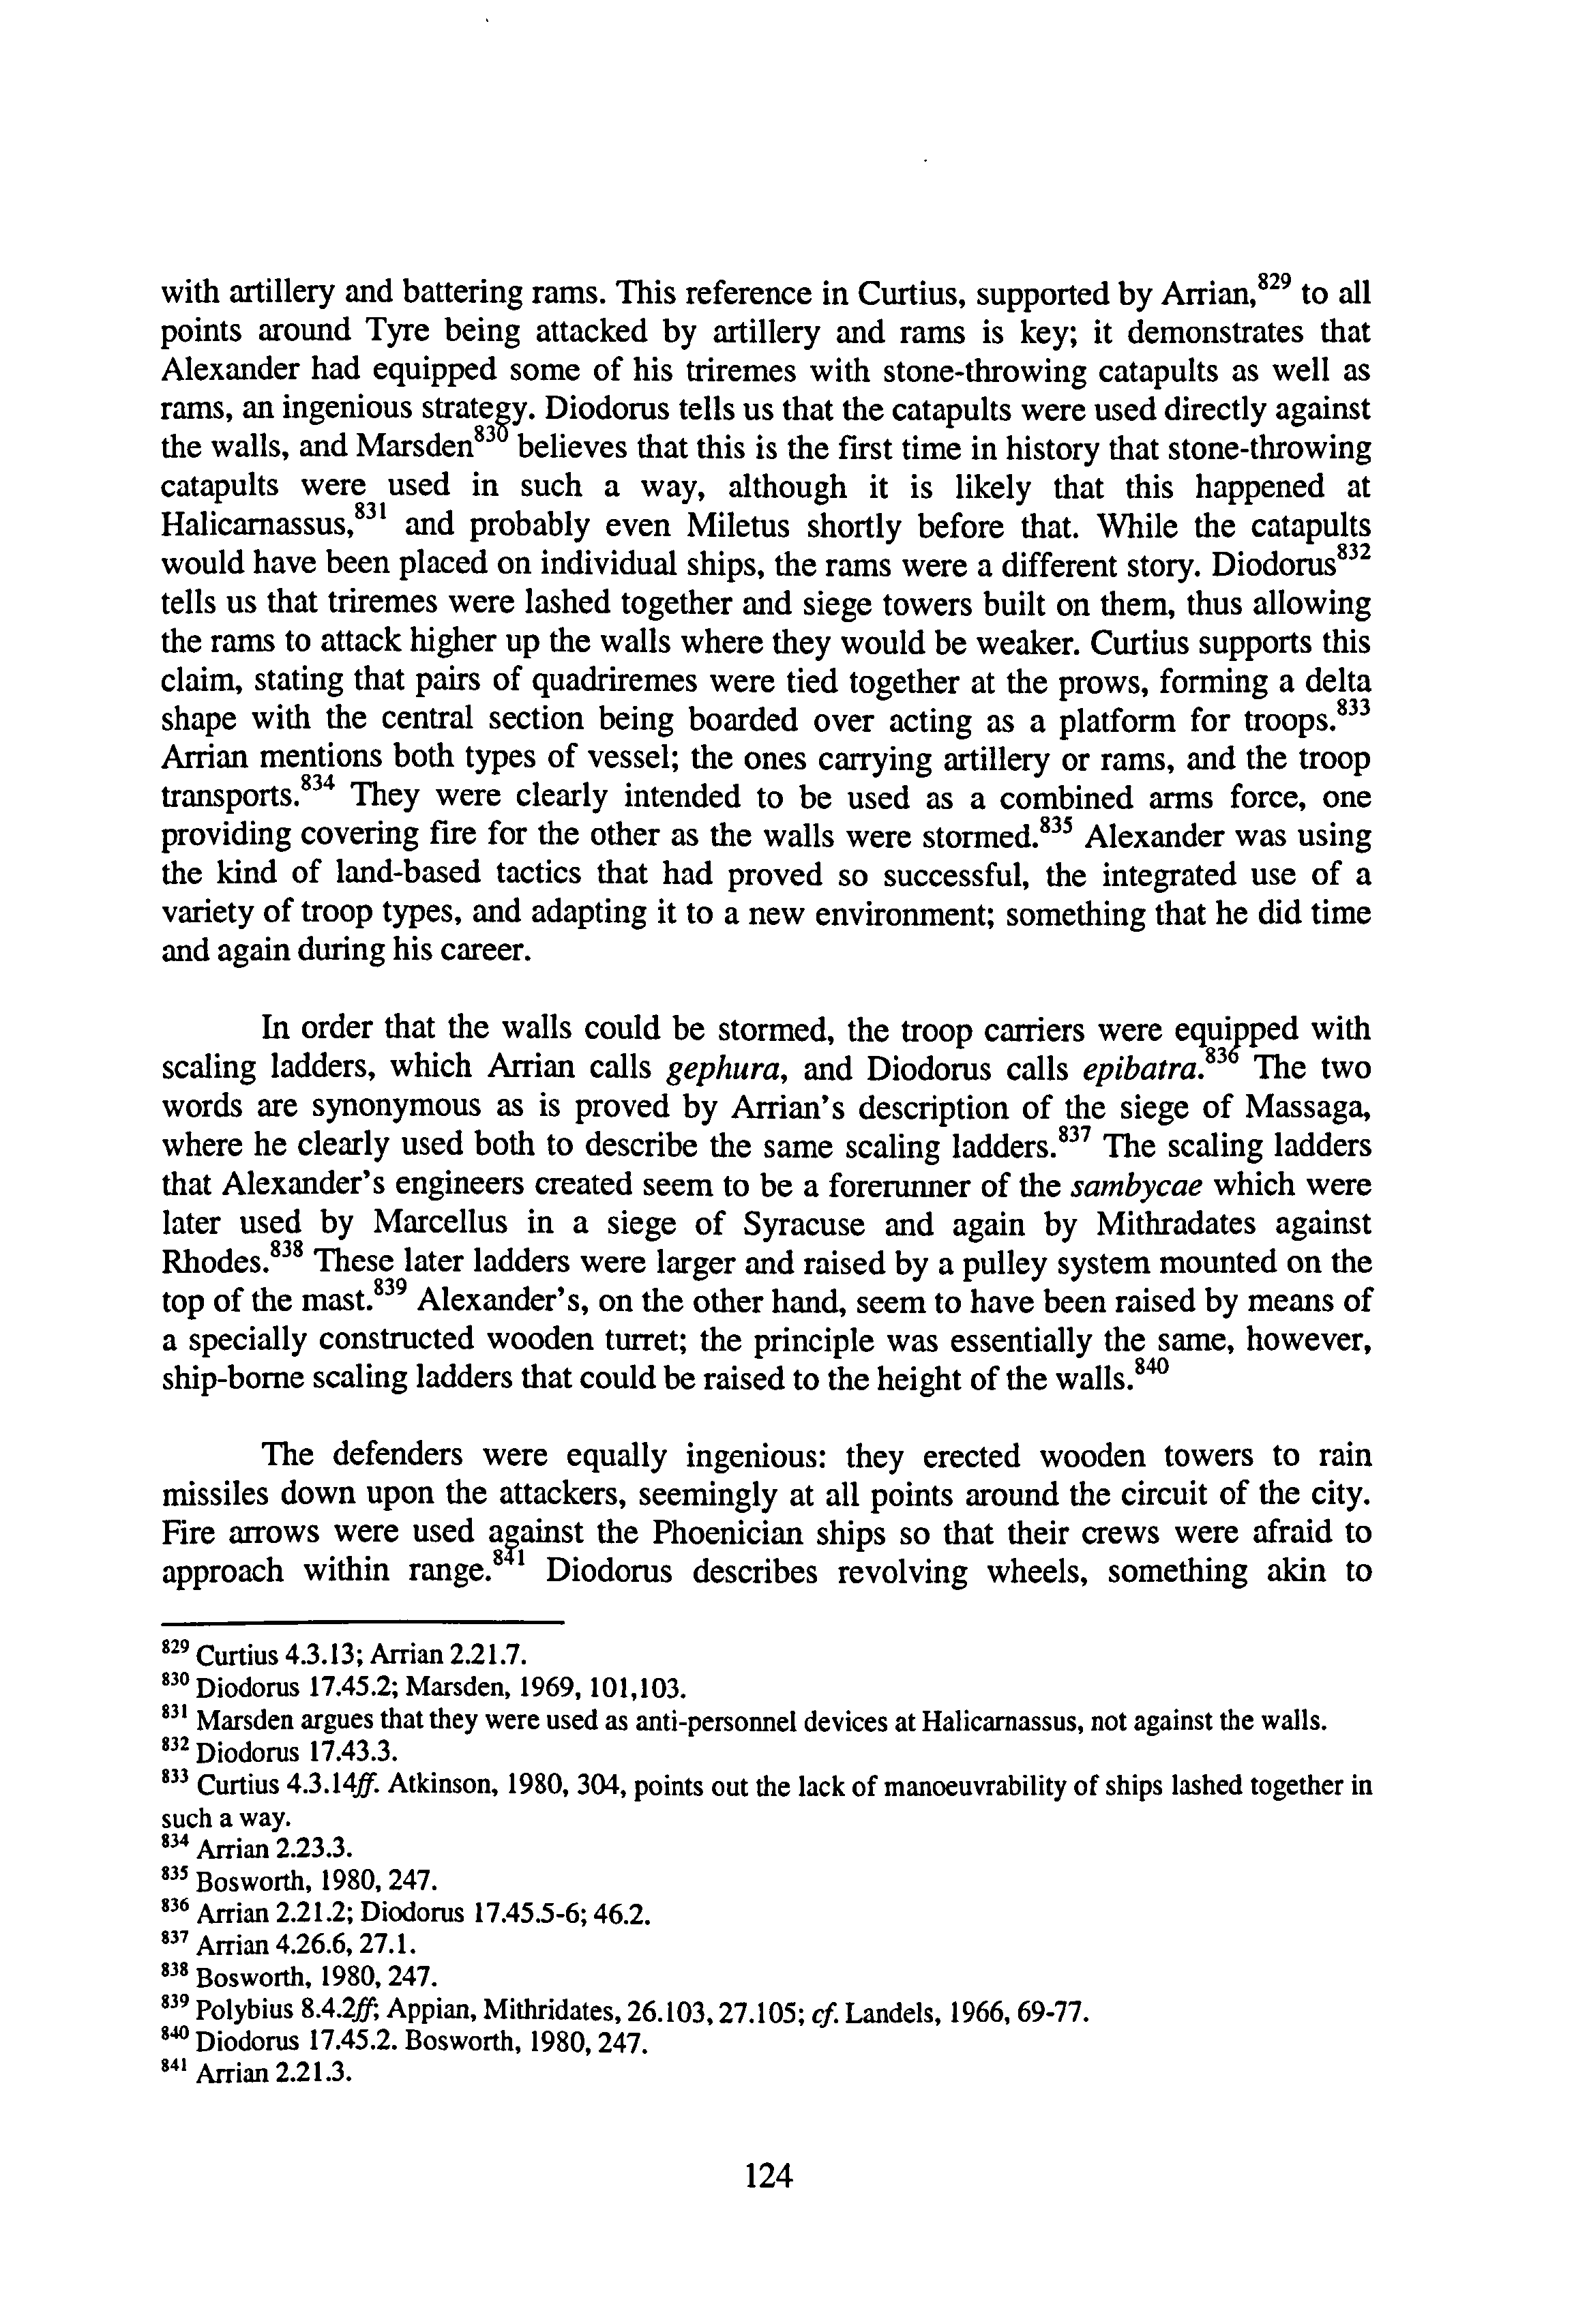 with artillery and battering rams. This reference in Curtius, supported by Arrian,829 to all
points around Tyre being attacked by artillery and rams is key; it demonstrates that
Alexander had equipped some of his triremes with stone-throwing catapults as well as
rams, an ingenious strategy. Diodorus tells us that the catapults were used directly against
the walls, and Marsden830 believes that this is the first time in history that stone-throwing
catapults were used in such a way, although it is likely that this happened at
Halicarnassus,831 and probably even Miletus shortly before that. While the catapults
would have been placed on individual ships, the rams were a different story. Diodorus832
tells us that triremes were lashed together and siege towers built on them, thus allowing
the rams to attack higher up the walls where they would be weaker. Curtius supports this
claim, stating that pairs of quadriremes were tied together at the prows, forming a delta
shape with the central section being boarded over acting as a platform for troops.833
Arrian mentions both types of vessel; the ones carrying artillery or rams, and the troop
transports.834 They were clearly intended to be used as a combined arms force, one
providing covering fire for the other as the walls were stormed.835 Alexander was using
the kind of land-based tactics that had proved so successful, the integrated use of a
variety of troop types, and adapting it to a new environment; something that he did time
and again during his career.
In order that the walls could be stormed, the troop carriers were equipped with
scaling ladders, which Arrian calls gephura, and Diodorus calls epibatra.836 The two
words are synonymous as is proved by Arrian's description of the siege of Massaga,
where he clearly used both to describe the same scaling ladders.837 The scaling ladders
that Alexander's engineers created seem to be a forerunner of the sambycae which were
later used by Marcellus in a siege of Syracuse and again by Mithradates against
Rhodes.838 These later ladders were larger and raised by a pulley system mounted on the
top of the mast.839 Alexander's, on the other hand, seem to have been raised by means of
a specially constructed wooden turret; the principle was essentially the same, however,
ship-borne scaling ladders that could be raised to the height of the walls.840
The defenders were equally ingenious: they erected wooden towers to rain
missiles down upon the attackers, seemingly at all points around the circuit of the city.
Fire arrows were used against the Phoenician ships so that their crews were afraid to
approach within range.841 Diodorus describes revolving wheels, something akin to
829 Curtius 4.3.13; Arrian 2.21.7.
830 Diodorus 17.45.2; Marsden, 1969, 101,103.
831 Marsden argues that they were used as anti-personnel devices at Halicarnassus, not against the walls.
832 Diodorus 17.43.3.
833 Curtius 4.3.14ff. Atkinson, 1980, 304, points out the lack of manoeuvrability of ships lashed together in
such a way.
834 Arrian 2.23.3.
835 Bosworth, 1980, 247.
836 Arrian 2.21.2; Diodorus 17.45.5-6; 46.2.
837 Arrian 4.26.6, 27.1.
838 Bosworth, 1980, 247.
839 Polybius 8.4.2ff; Appian, Mithridates, 26.103, 27.105; cf. Landels, 1966, 69-77.
840 Diodorus 17.45.2. Bosworth, 1980, 247.
841 Arrian 2.21.3.
124